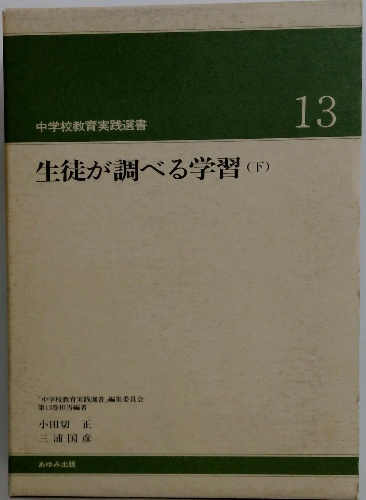 中学校教育実践選書
13
生徒が調べる学習(下)
「中学校教育実践選書」編集委員会
第13巻担当編者
小田切 正
三浦国彦
あゆみ出版